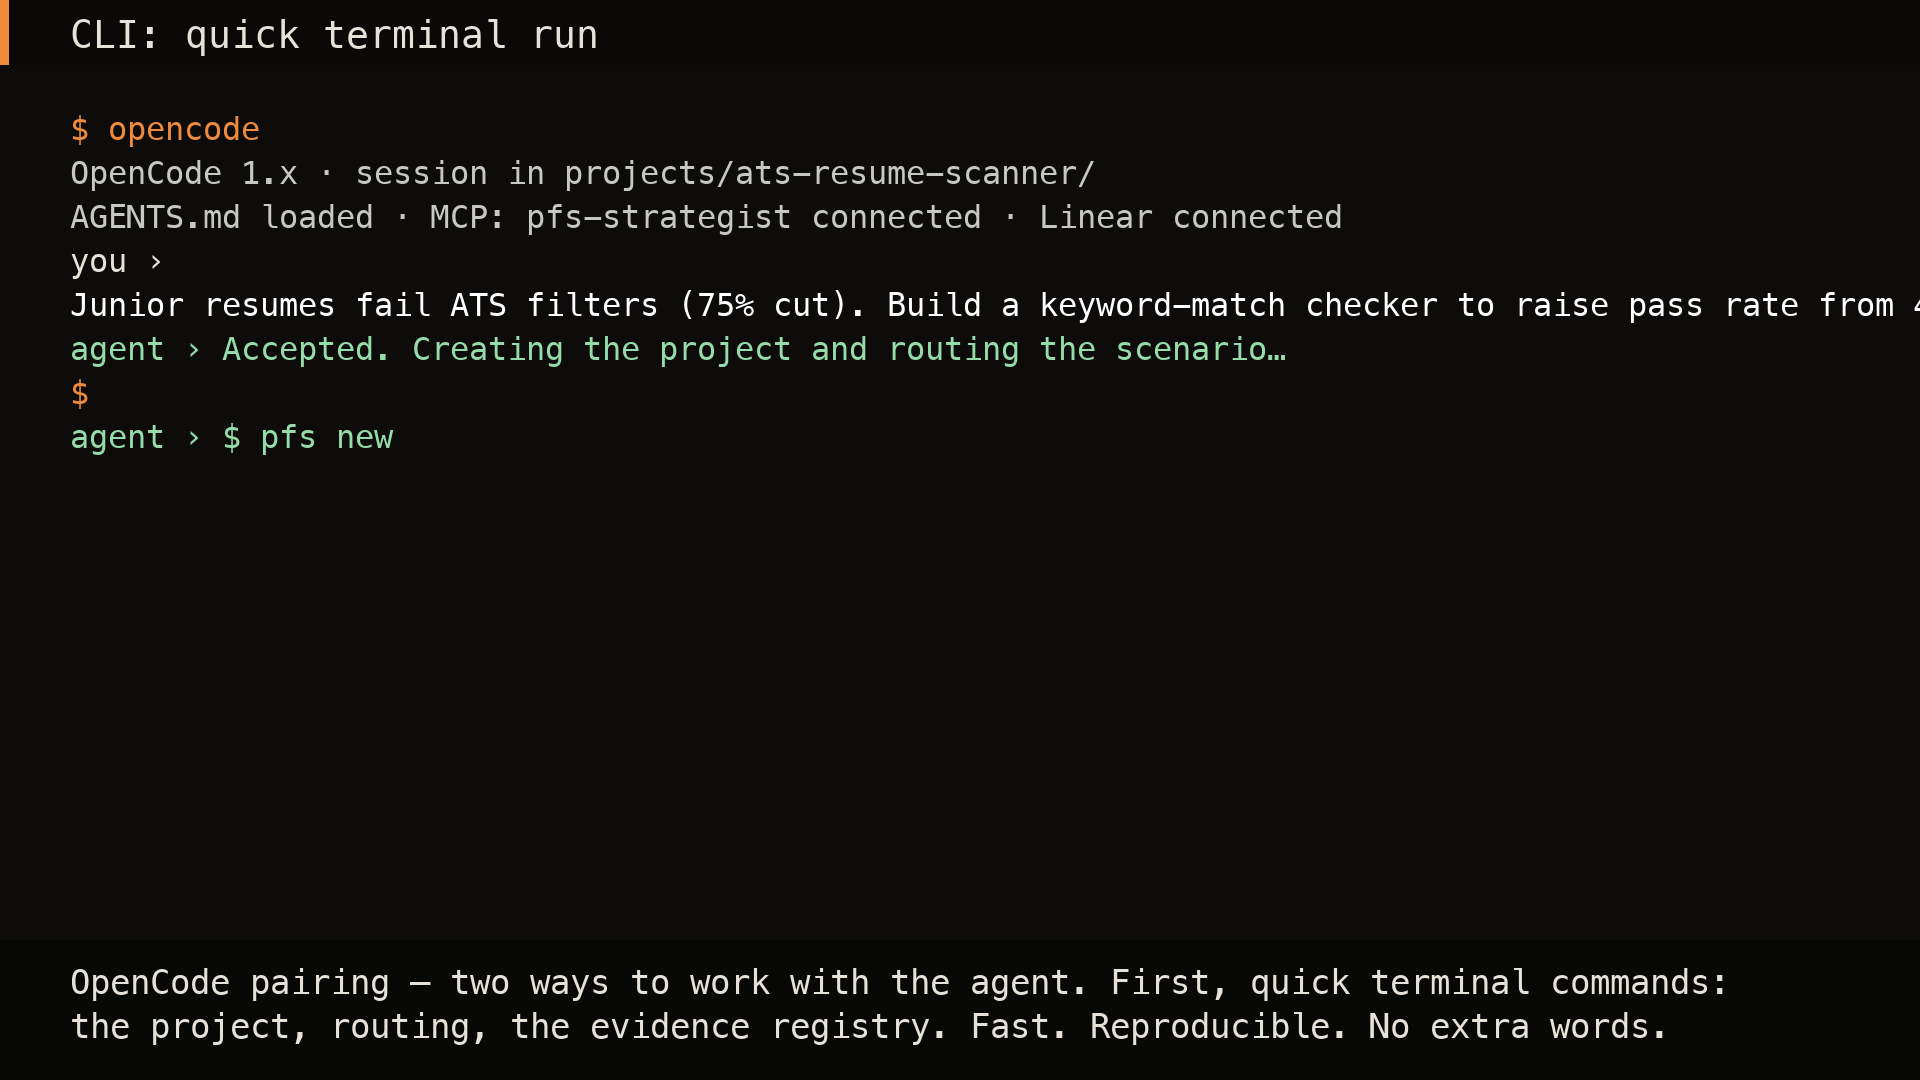 CLI: quick terminal run
$ opencode
OpenCode 1.x · session in projects/ats-resume-scanner/
AGENTS.md loaded · MCP: pfs-strategist connected · Linear connected
you ›
Junior resumes fail ATS filters (75% cut). Build a keyword-match checker to raise pass rate from
agent › Accepted. Creating the project and routing the scenario…
$
agent › $ pfs new
OpenCode pairing — two ways to work with the agent. First, quick terminal commands:
the project, routing, the evidence registry. Fast. Reproducible. No extra words.